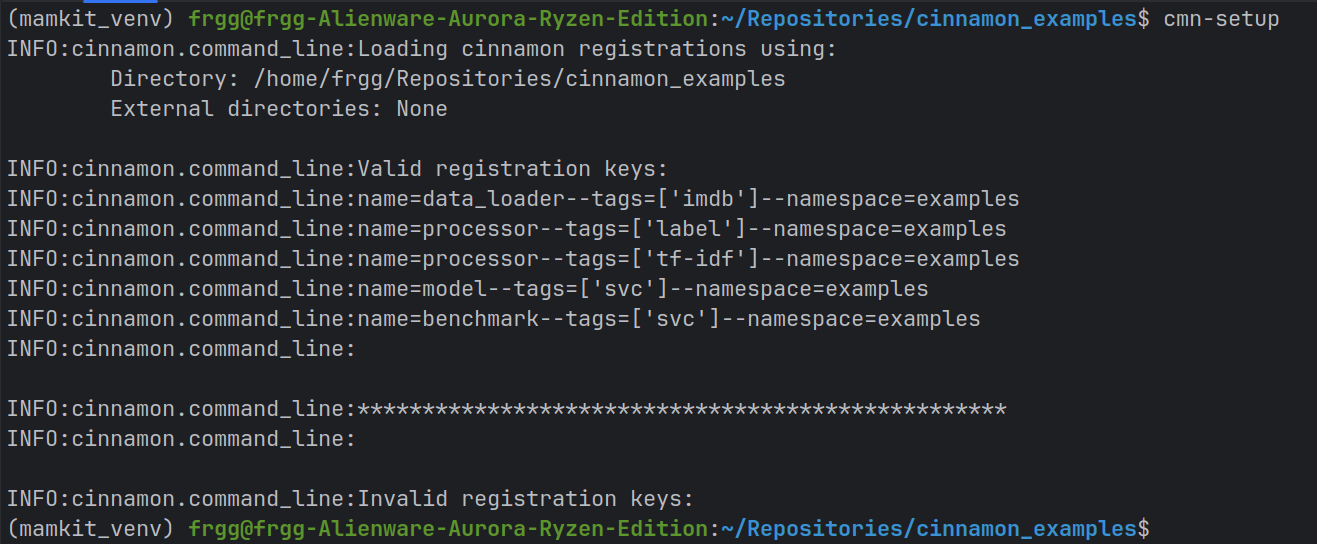 (mamkit_venv) frgg@frgg-Alienware-Aurora-Ryzen-Edition:~/Repositories/cinnamon_examples$ cmn-setup
INFO:cinnamon.command_line:Loading cinnamon registrations using:
        Directory: /home/frgg/Repositories/cinnamon_examples
        External directories: None

INFO:cinnamon.command_line:Valid registration keys:
INFO:cinnamon.command_line:name=data_loader--tags=['imdb']--namespace=examples
INFO:cinnamon.command_line:name=processor--tags=['label']--namespace=examples
INFO:cinnamon.command_line:name=processor--tags=['tf-idf']--namespace=examples
INFO:cinnamon.command_line:name=model--tags=['svc']--namespace=examples
INFO:cinnamon.command_line:name=benchmark--tags=['svc']--namespace=examples
INFO:cinnamon.command_line:

INFO:cinnamon.command_line:**************************************************
INFO:cinnamon.command_line:

INFO:cinnamon.command_line:Invalid registration keys:
(mamkit_venv) frgg@frgg-Alienware-Aurora-Ryzen-Edition:~/Repositories/cinnamon_examples$